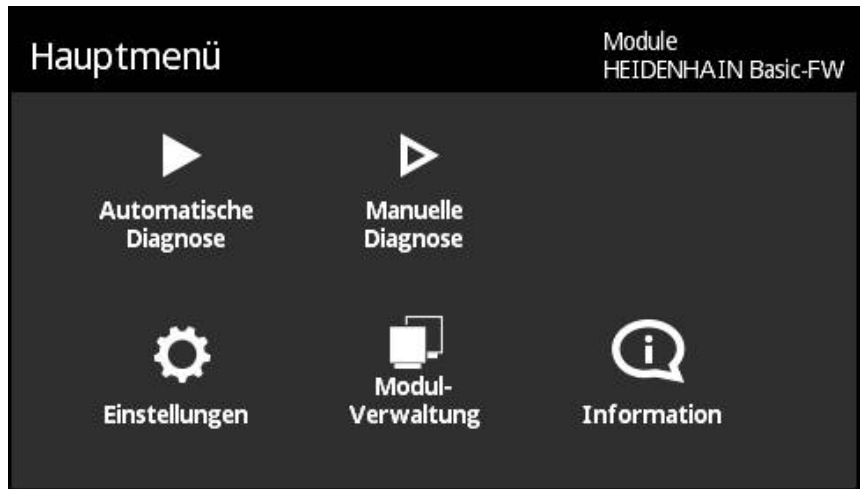 Hauptmenü
Module
HEIDENHAIN Basic-FW
Automatische
Diagnose
Manuelle
Diagnose
Einstellungen
Modul-
Verwaltung
Information